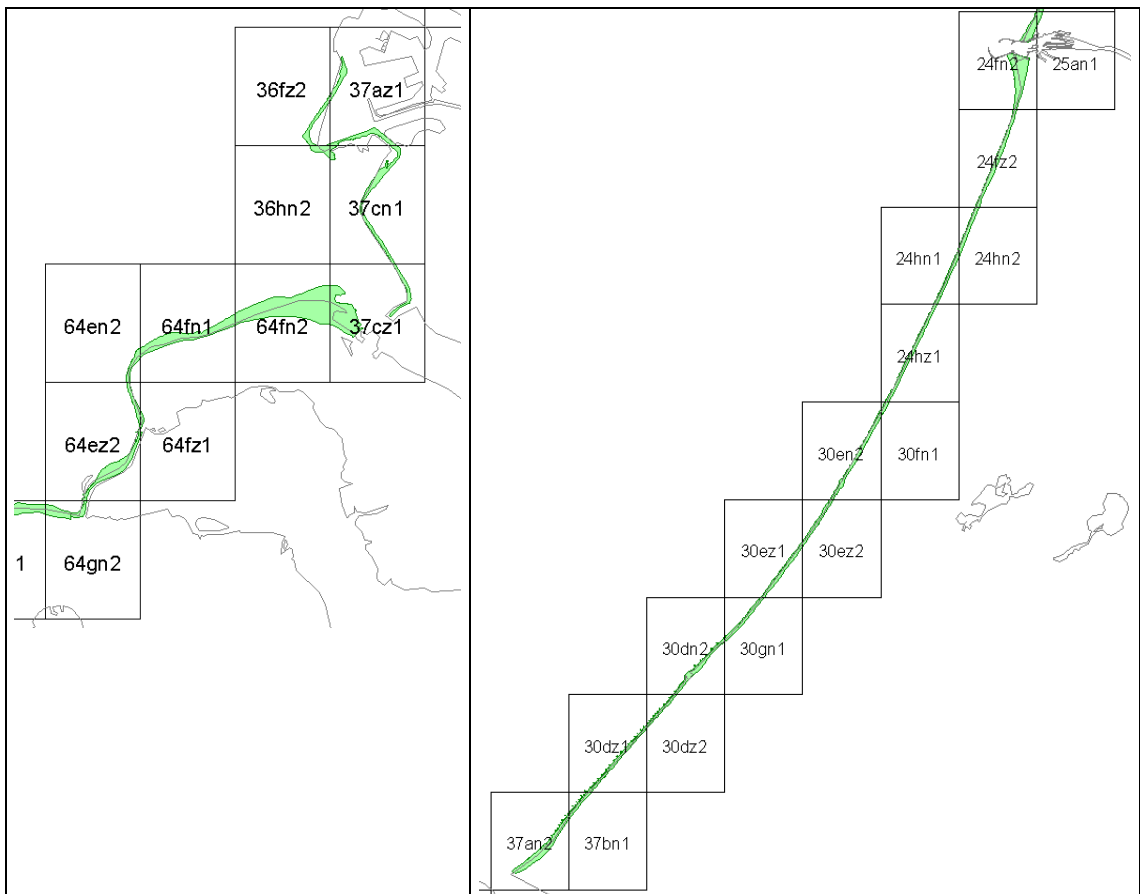 36fz2 37az1
36hn2 37cn1
64en2 64fn1 64fn2 37cz1
64ez2 64fz1
1 64gn2
24fn2 25an1
24fz2
24hn1 24hn2
24hz1
30en2 30fn1
30ez1 30ez2
30dn2 30gn1
30dz1 30dz2
37an2 37bn1